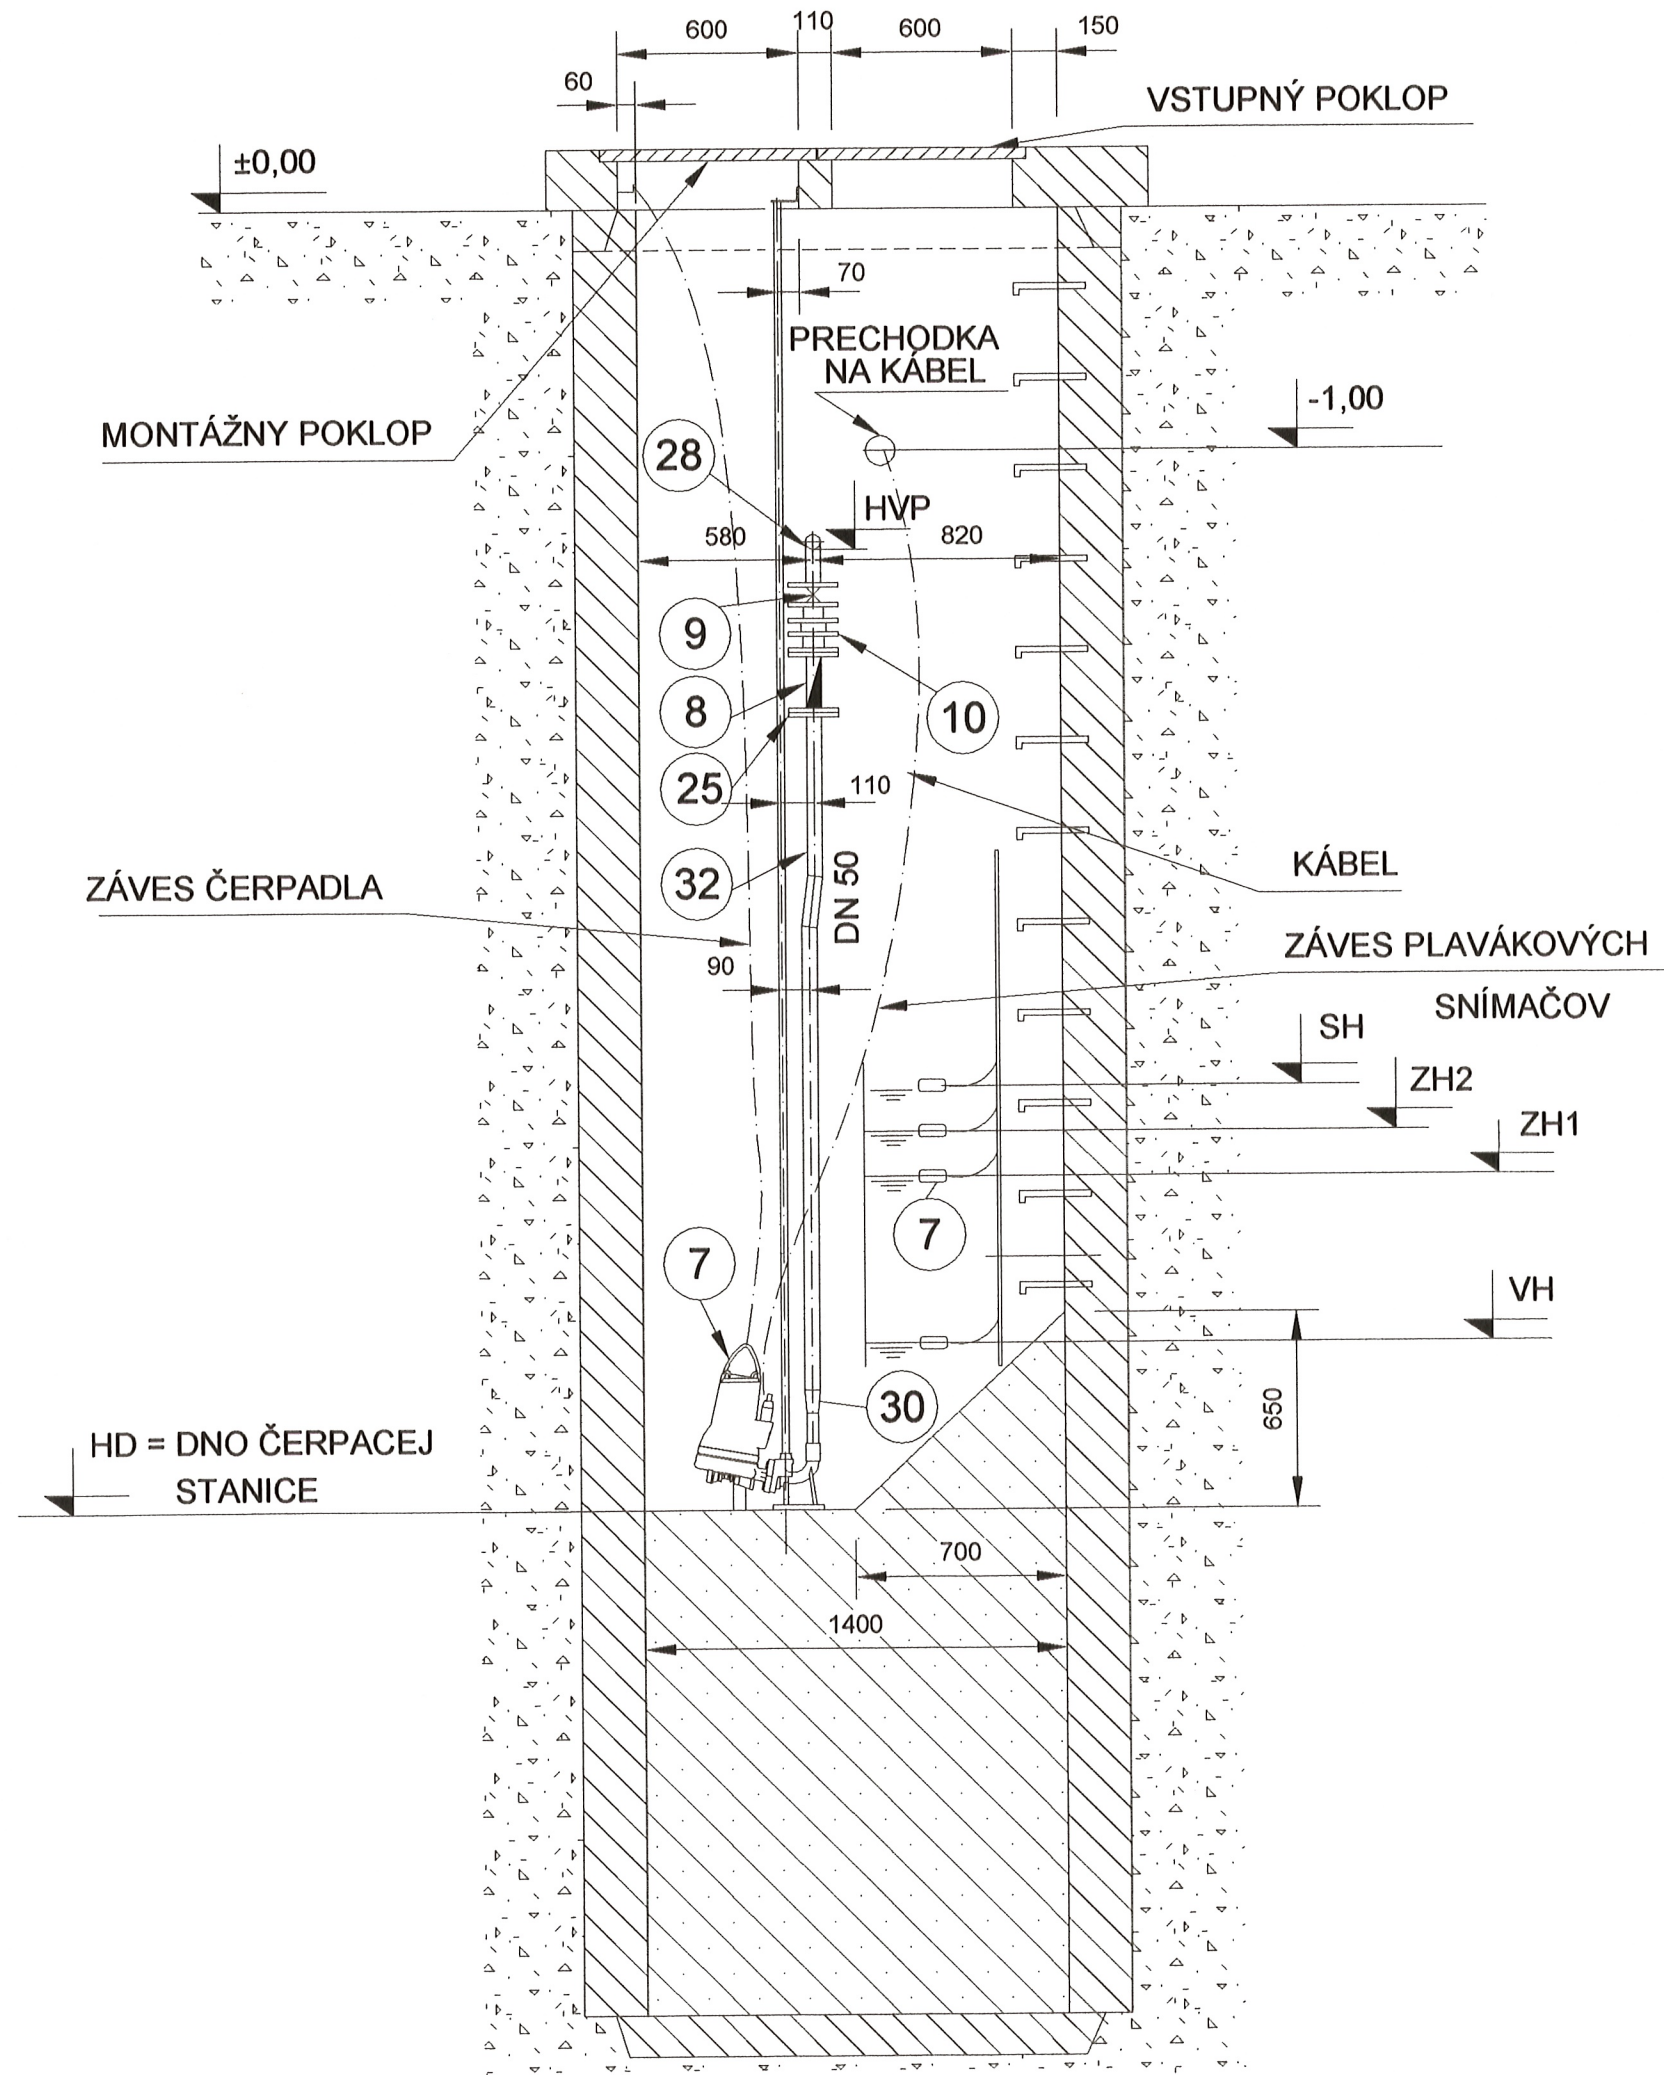 600
110
600
150
60
VSTUPNÝ POKLOP
±0,00
70
PRECHODKA
NA KÁBEL
-1,00
MONTÁŽNY POKLOP
28
HVP
580
820
9
8
10
25
110
32
DN 50
KÁBEL
ZÁVES ČERPADLA
ZÁVES PLAVÁKOVÝCH
SNÍMAČOV
90
SH
ZH2
ZH1
7
7
VH
30
650
HD = DNO ČERPACEJ
STANICE
700
1400